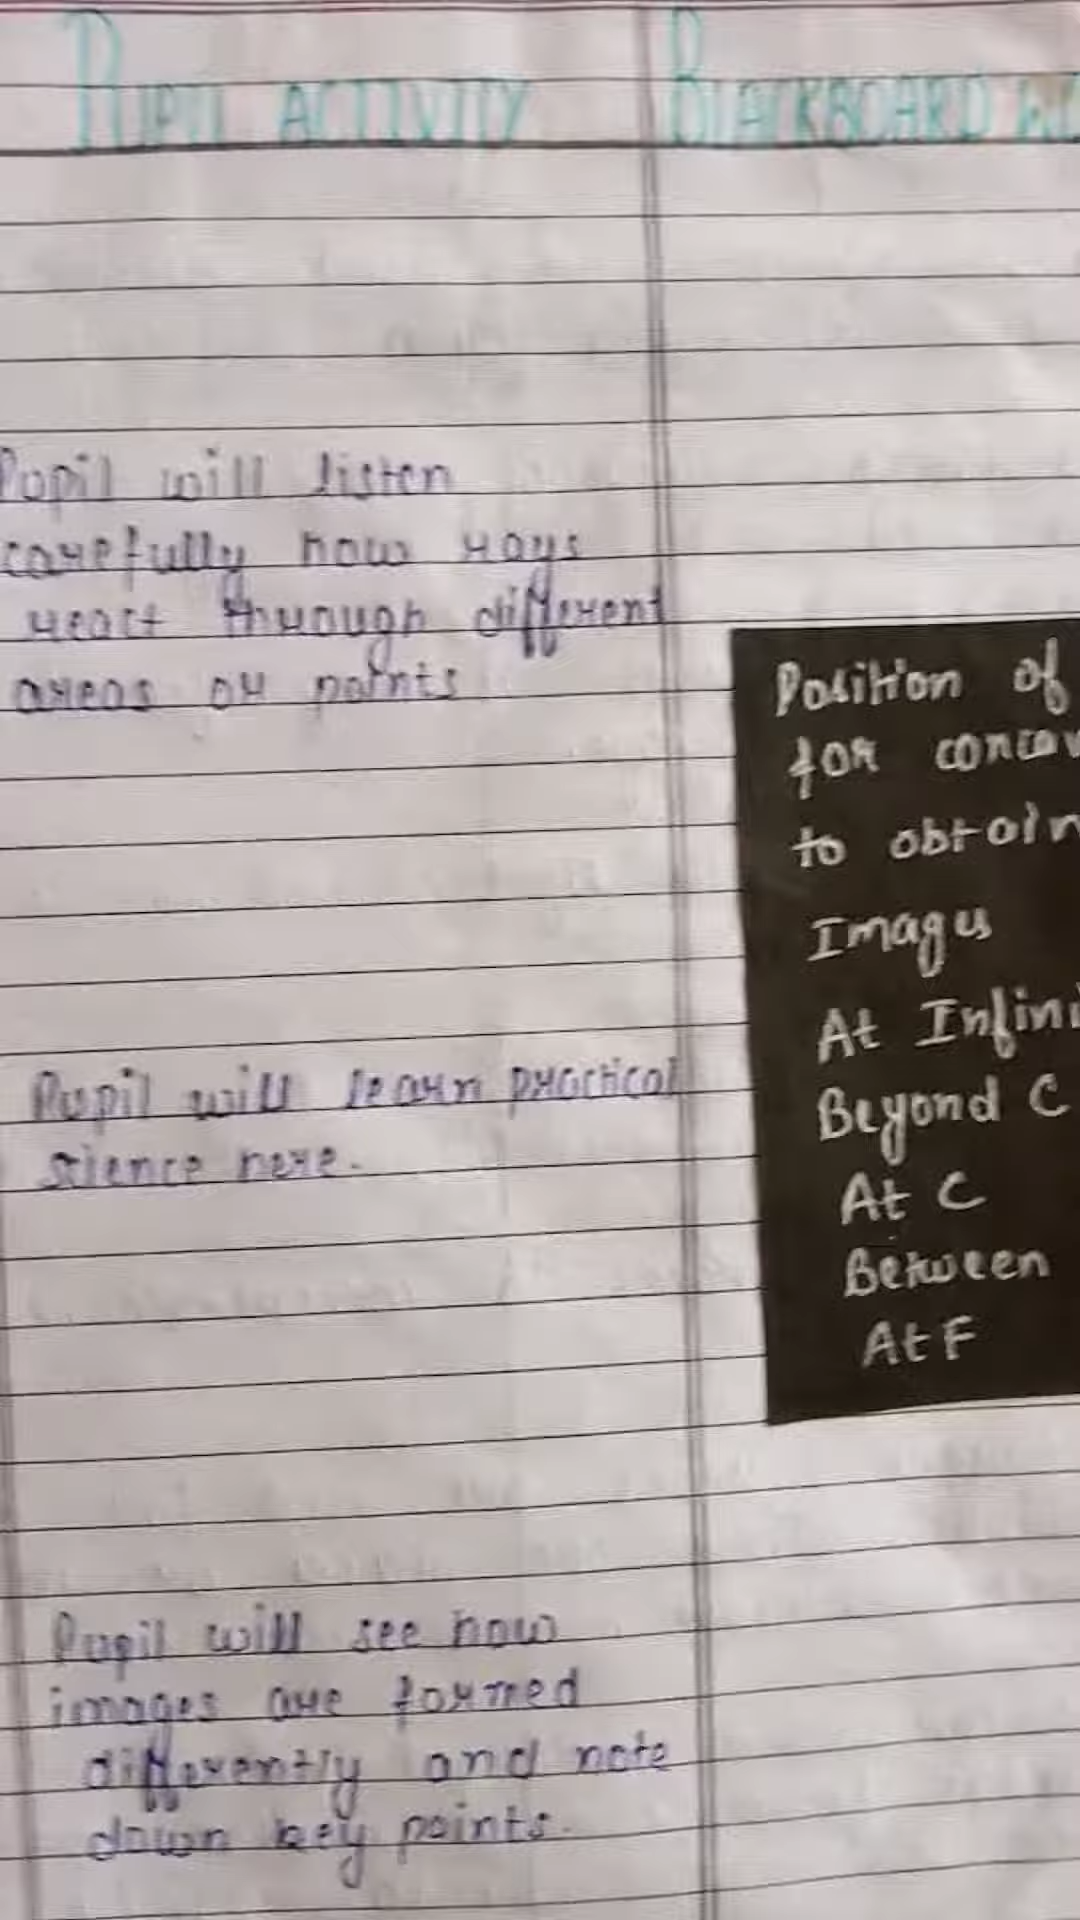 PUPIL ACTIVITY
BLACKBOARD
Pupil will listen
carefully how rays
react through different
areas or points
Pupil will learn practical
science here.
Pupil will see how
images are formed
differently and note
down key points.
Position of
for concav
to obtain
Images
At Infini
Beyond C
At C
Between
At F